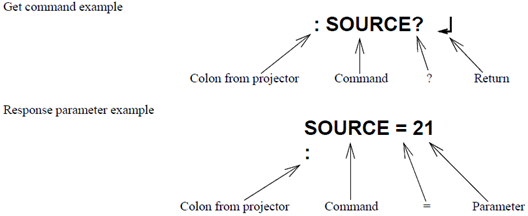 Get command example
: SOURCE? ↲
Colon from projector Command ? Return
Response parameter example
SOURCE = 21
:
Colon from projector Command = Parameter